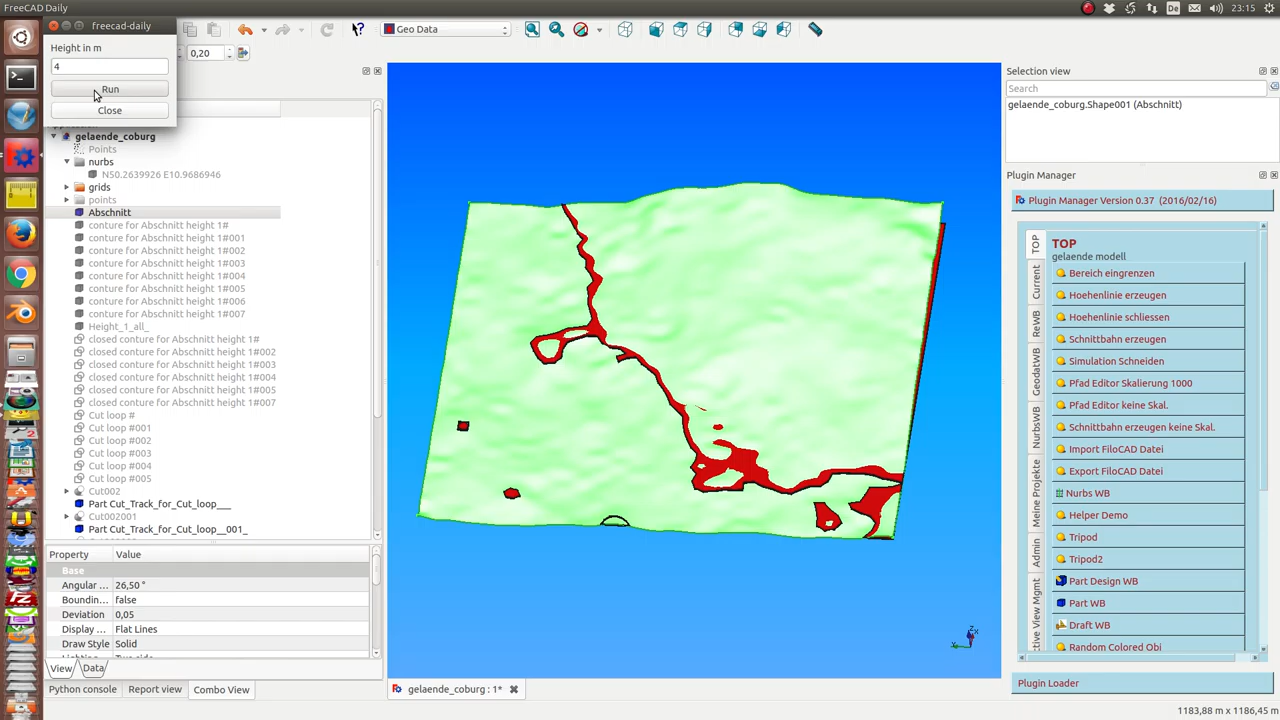 FreeCAD Daily
De
23:15
freecad-daily
Height in m
4
Run
Close
Geo Data
0,20
gelaende_coburg
Points
nurbs
N50.2639926 E10.9686946
grids
points
Abschnitt
conture for Abschnitt height 1#
conture for Abschnitt height 1#001
conture for Abschnitt height 1#002
conture for Abschnitt height 1#003
conture for Abschnitt height 1#004
conture for Abschnitt height 1#005
conture for Abschnitt height 1#006
conture for Abschnitt height 1#007
Height_1_all_
closed conture for Abschnitt height 1#
closed conture for Abschnitt height 1#002
closed conture for Abschnitt height 1#003
closed conture for Abschnitt height 1#004
closed conture for Abschnitt height 1#005
closed conture for Abschnitt height 1#007
Cut loop #
Cut loop #001
Cut loop #002
Cut loop #003
Cut loop #004
Cut loop #005
Cut002
Part Cut_Track_for_Cut_loop___
Cut002001
Part Cut_Track_for_Cut_loop__001_
Property Value
Base
Angular ... 26,50 °
Boundin... false
Deviation 0,05
Display ... Flat Lines
Draw Style Solid
View Data
Python console Report view Combo View
gelaende_coburg : 1*
Selection view
Search
gelaende_coburg.Shape001 (Abschnitt)
Plugin Manager
Plugin Manager Version 0.37 (2016/02/16)
TOP
Current
ReWB
GeodatWB
NurbsWB
Meine Projekte
Admin
ctive View Mgmt
TOP
gelaende modell
Bereich eingrenzen
Hoehenlinie erzeugen
Hoehenlinie schliessen
Schnittbahn erzeugen
Simulation Schneiden
Pfad Editor Skalierung 1000
Pfad Editor keine Skal.
Schnittbahn erzeugen keine Skal.
Import FiloCAD Datei
Export FiloCAD Datei
Nurbs WB
Helper Demo
Tripod
Tripod2
Part Design WB
Part WB
Draft WB
Random Colored Obj
Plugin Loader
1183,88 m x 1186,45 m